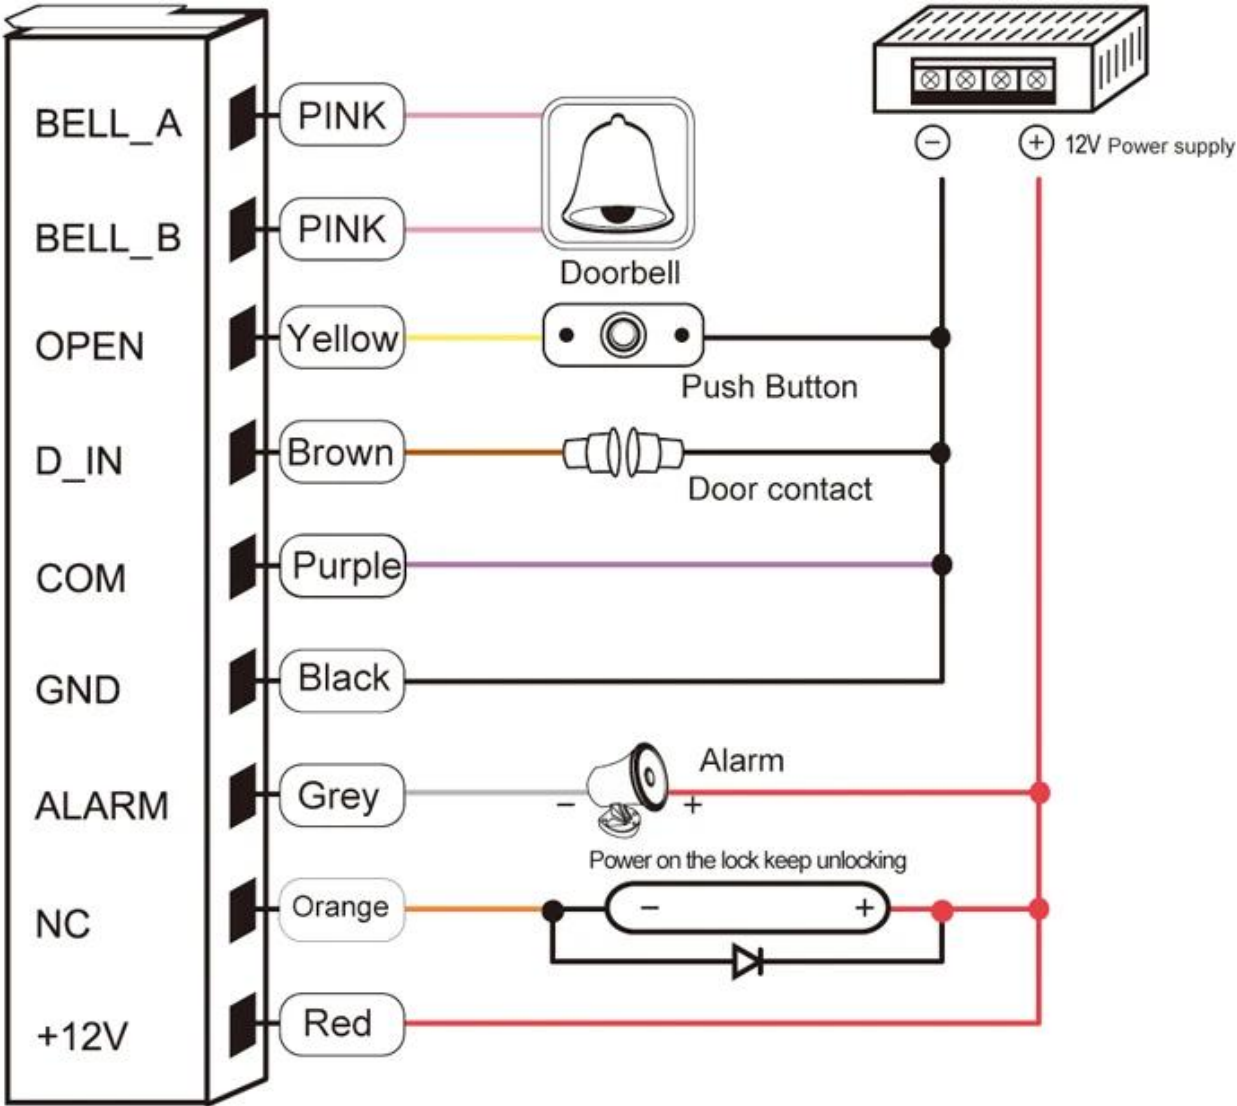 BELL_A
PINK
BELL_B
PINK
Doorbell
− + 12V Power supply
OPEN
Yellow
Push Button
D_IN
Brown
Door contact
COM
Purple
GND
Black
Alarm
ALARM
Grey
− +
Power on the lock keep unlocking
NC
Orange
− +
+12V
Red